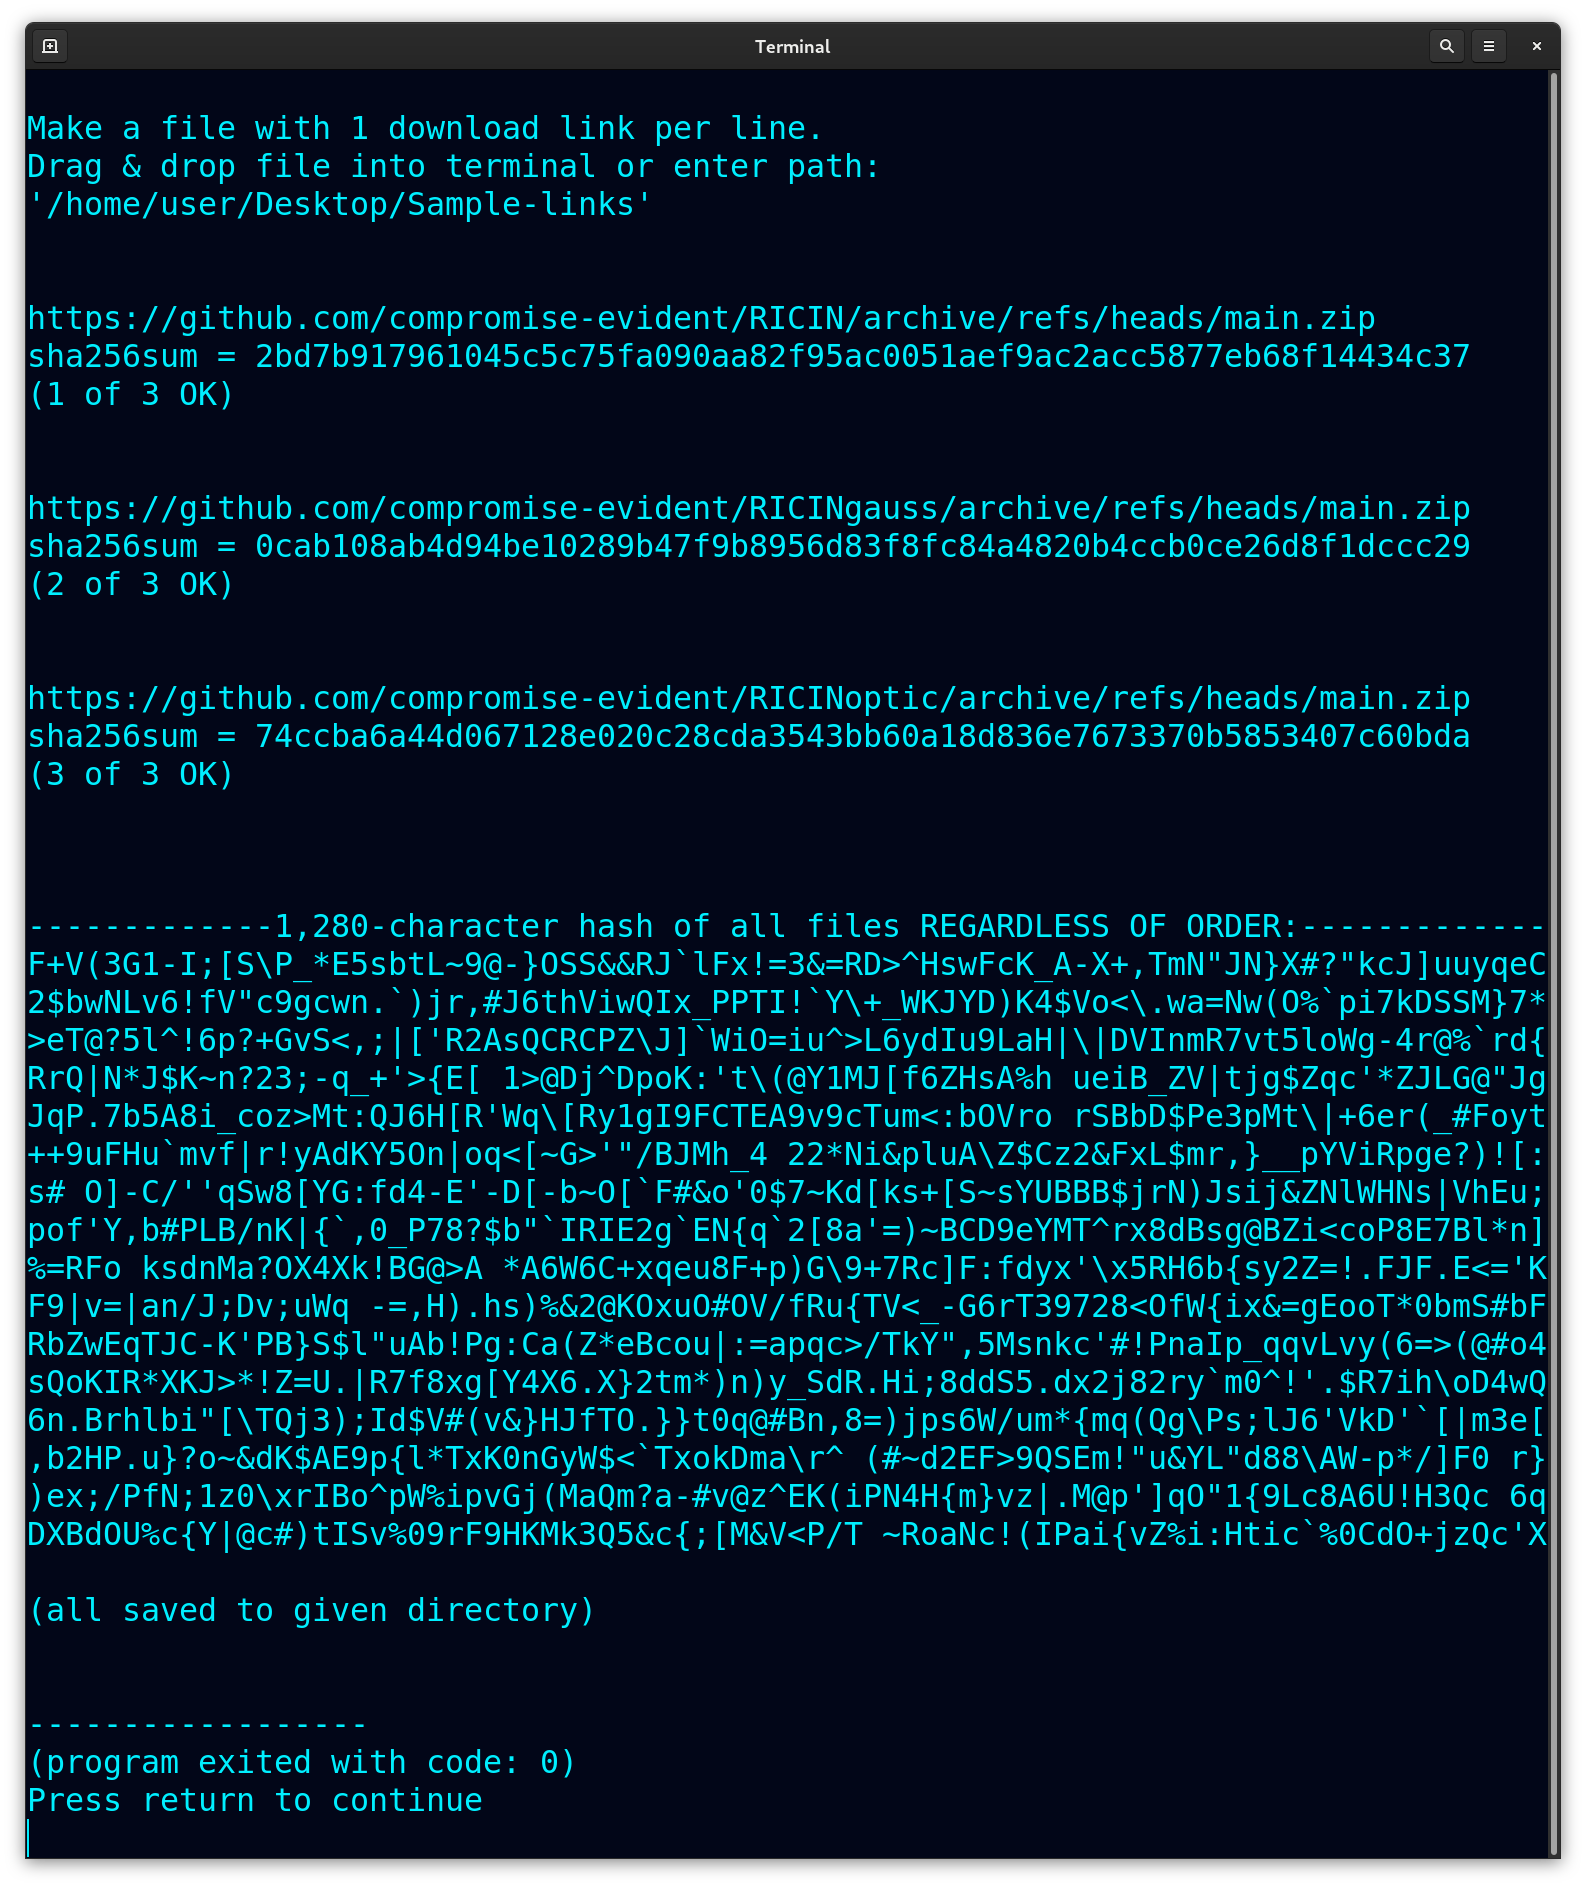 Terminal
Make a file with 1 download link per line.
Drag & drop file into terminal or enter path:
'/home/user/Desktop/Sample-links'
https://github.com/compromise-evident/RICIN/archive/refs/heads/main.zip
sha256sum = 2bd7b917961045c5c75fa090aa82f95ac0051aef9ac2acc5877eb68f14434c37
(1 of 3 OK)
https://github.com/compromise-evident/RICINgauss/archive/refs/heads/main.zip
sha256sum = 0cab108ab4d94be10289b47f9b8956d83f8fc84a4820b4ccb0ce26d8f1dccc29
(2 of 3 OK)
https://github.com/compromise-evident/RICINoptic/archive/refs/heads/main.zip
sha256sum = 74ccba6a44d067128e020c28cda3543bb60a18d836e7673370b5853407c60bda
(3 of 3 OK)
-------------1,280-character hash of all files REGARDLESS OF ORDER:-------------
F+V(3G1-I;[S\P_*E5sbtL~9@-}OSS&&RJ`lFx!=3&=RD>^HswFcK_A-X+,TmN"JN}X#?"kcJ]uuyqeC
2$bwNLv6!fV"c9gcwn.`)jr,#J6thViwQIx_PPTI!`Y\+_WKJYD)K4$Vo<\.wa=Nw(O%`pi7kDSSM}7*
>eT@?5l^!6p?+GvS<,;|['R2AsQCRCPZ\J]`WiO=iu^>L6ydIu9LaH|\|DVInmR7vt5loWg-4r@%`rd{
RrQ|N*J$K~n?23;-q_+'>{E[ 1>@Dj^DpoK:'t\(@Y1MJ[f6ZHsA%h ueiB_ZV|tjg$Zqc'*ZJLG@"Jg
JqP.7b5A8i_coz>Mt:QJ6H[R'Wq\[Ry1gI9FCTEA9v9cTum<:bOVro rSBbD$Pe3pMt\|+6er(_#Foyt
++9uFHu`mvf|r!yAdKY5On|oq<[~G>'"/BJMh_4 22*Ni&pluA\Z$Cz2&FxL$mr,}__pYViRpge?)![:
s# O]-C/''qSw8[YG:fd4-E'-D[-b~O[`F#&o'0$7~Kd[ks+[S~sYUBBB$jrN)Jsij&ZNlWHNs|VhEu;
pof'Y,b#PLB/nK|{`,0_P78?$b"`IRIE2g`EN{q`2[8a'=)~BCD9eYMT^rx8dBsg@BZi<coP8E7Bl*n]
%=RFo ksdnMa?OX4Xk!BG@>A *A6W6C+xqeu8F+p)G\9+7Rc]F:fdyx'\x5RH6b{sy2Z=!.FJF.E<='K
F9|v=|an/J;Dv;uWq -=,H).hs)%&2@KOxuO#OV/fRu{TV<_-G6rT39728<OfW{ix&=gEooT*0bmS#bF
RbZwEqTJC-K'PB}S$l"uAb!Pg:Ca(Z*eBcou|:=apqc>/TkY",5Msnkc'#!PnaIp_qqvLvy(6=>(@#o4
sQoKIR*XKJ>*!Z=U.|R7f8xg[Y4X6.X}2tm*)n)y_SdR.Hi;8ddS5.dx2j82ry`m0^!'.$R7ih\oD4wQ
6n.Brhlbi"[\TQj3);Id$V#(v&}HJfTO.}}t0q@#Bn,8=)jps6W/um*{mq(Qg\Ps;lJ6'VkD'`[|m3e[
,b2HP.u}?o~&dK$AE9p{l*TxK0nGyW$<`TxokDma\r^ (#~d2EF>9QSEm!"u&YL"d88\AW-p*/]F0 r}
)ex;/PfN;1z0\xrIBo^pW%ipvGj(MaQm?a-#v@z^EK(iPN4H{m}vz|.M@p']qO"1{9Lc8A6U!H3Qc 6q
DXBdOU%c{Y|@c#)tISv%09rF9HKMk3Q5&c{;[M&V<P/T ~RoaNc!(IPai{vZ%i:Htic`%0CdO+jzQc'X
(all saved to given directory)
------------------
(program exited with code: 0)
Press return to continue